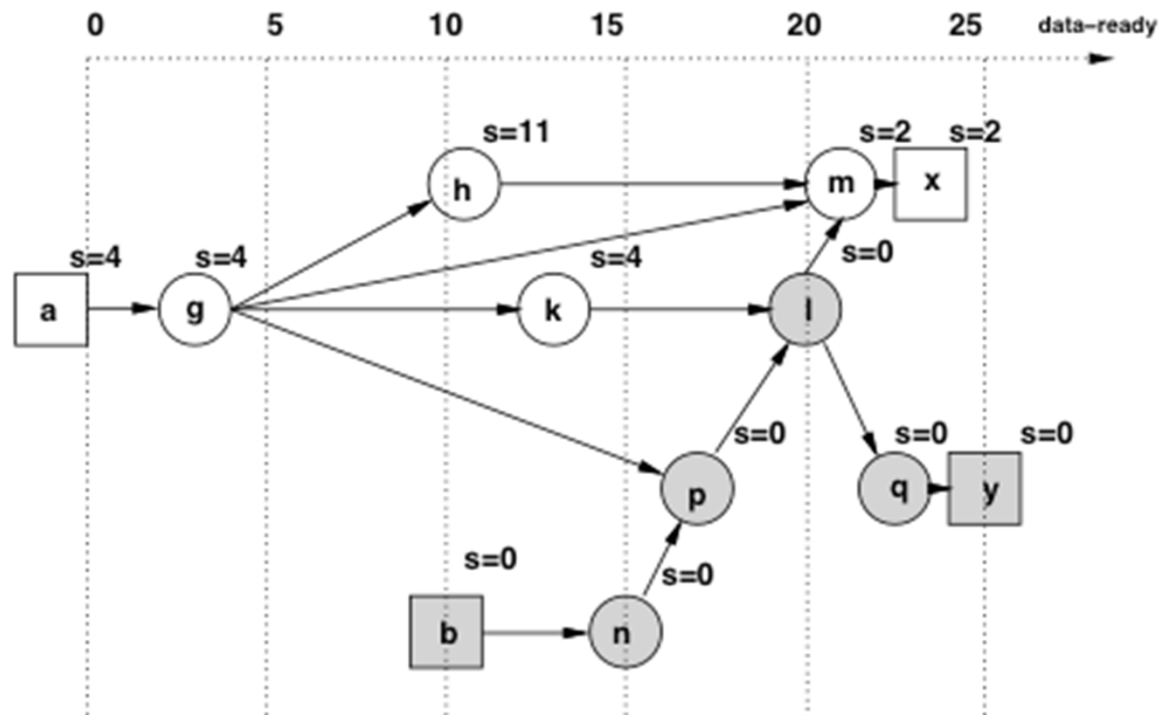 0 5 10 15 20 25 data-ready
s=11 s=2 s=2
h m x
s=4 s=4 s=4 s=0
a g k l
s=0 s=0 s=0
p q y
s=0 s=0
b n